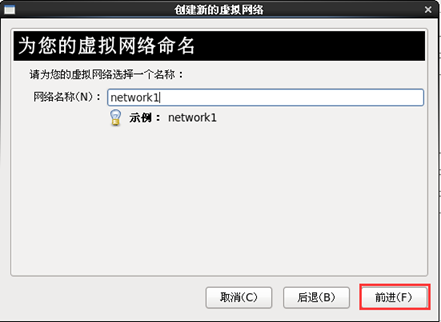 创建新的虚拟网络
为您的虚拟网络命名
请为您的虚拟网络选择一个名称：
网络名称(N)： network1
示例： network1
取消(C) 后退(B) 前进(F)